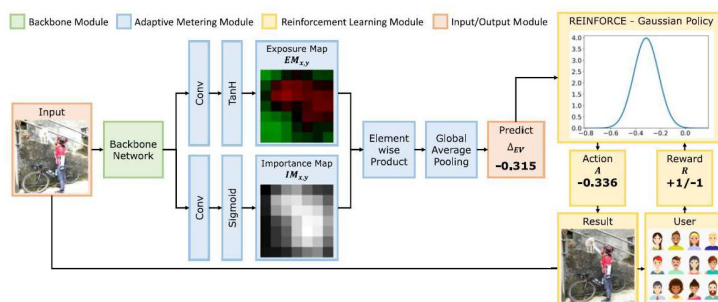 Backbone Module
Adaptive Metering Module
Reinforcement Learning Module
Input/Output Module
REINFORCE - Gaussian Policy
4.0
3.5
3.0
2.5
2.0
1.5
1.0
0.5
0.0
−0.8 −0.6 −0.4 −0.2 0.0
Input
Backbone
Network
Conv
TanH
Exposure Map
EMx,y
Conv
Sigmoid
Importance Map
IMx,y
Element
wise
Product
Global
Average
Pooling
Predict
ΔEV
-0.315
Action
A
-0.336
Reward
R
+1/-1
Result
User